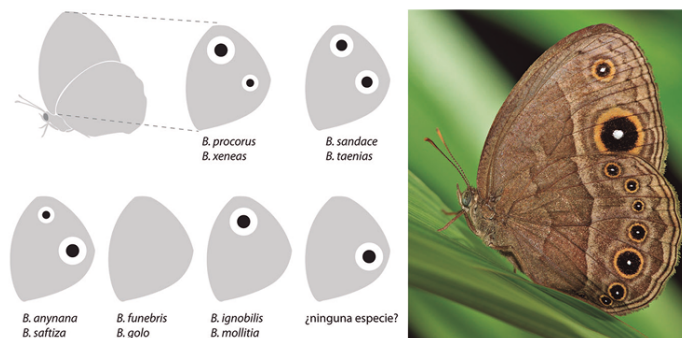 B. procorus
B. xeneas
B. sandace
B. taenias
B. anynana
B. saftiza
B. funebris
B. golo
B. ignobilis
B. mollitia
¿ninguna especie?